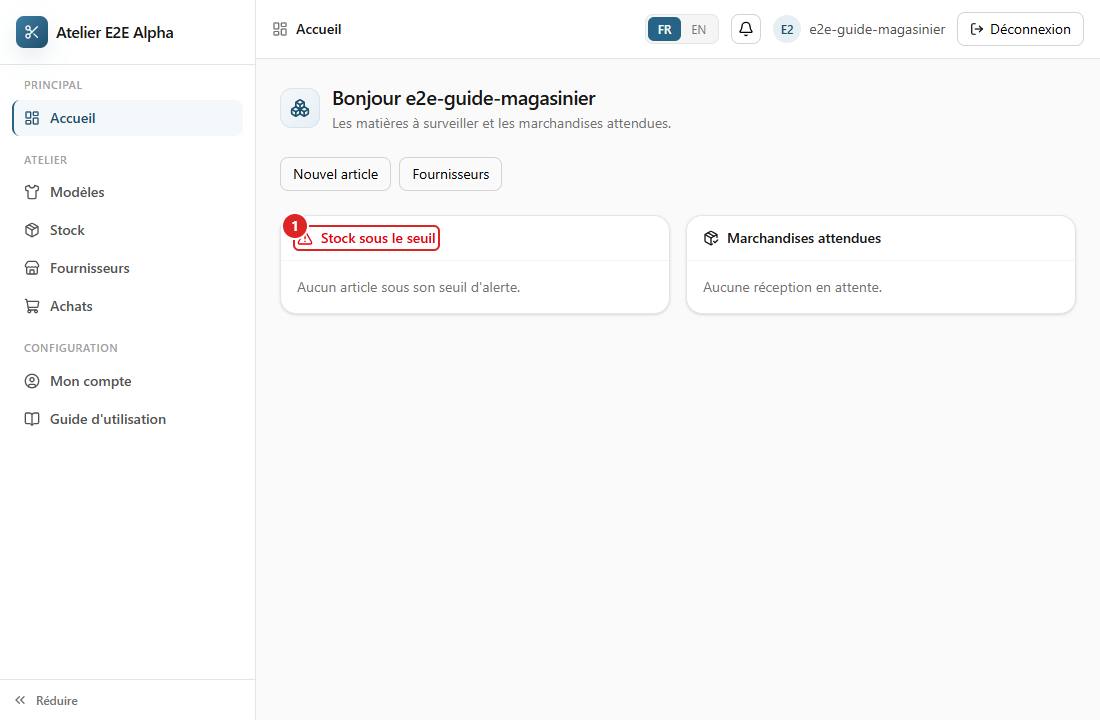 Atelier E2E Alpha
Accueil
FR
EN
E2
e2e-guide-magasinier
Déconnexion
PRINCIPAL
Accueil
ATELIER
Modèles
Stock
Fournisseurs
Achats
CONFIGURATION
Mon compte
Guide d'utilisation
Réduire
Bonjour e2e-guide-magasinier
Les matières à surveiller et les marchandises attendues.
Nouvel article
Fournisseurs
1
Stock sous le seuil
Aucun article sous son seuil d'alerte.
Marchandises attendues
Aucune réception en attente.